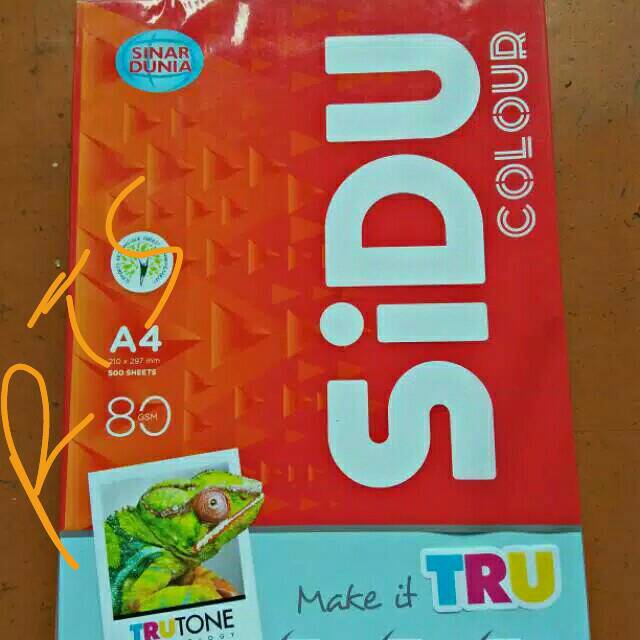 SINAR
DUNIA
SiDU
COLOUR
A4
210 x 297 mm
500 SHEETS
80
GSM
Make it TRU
TRUTONE